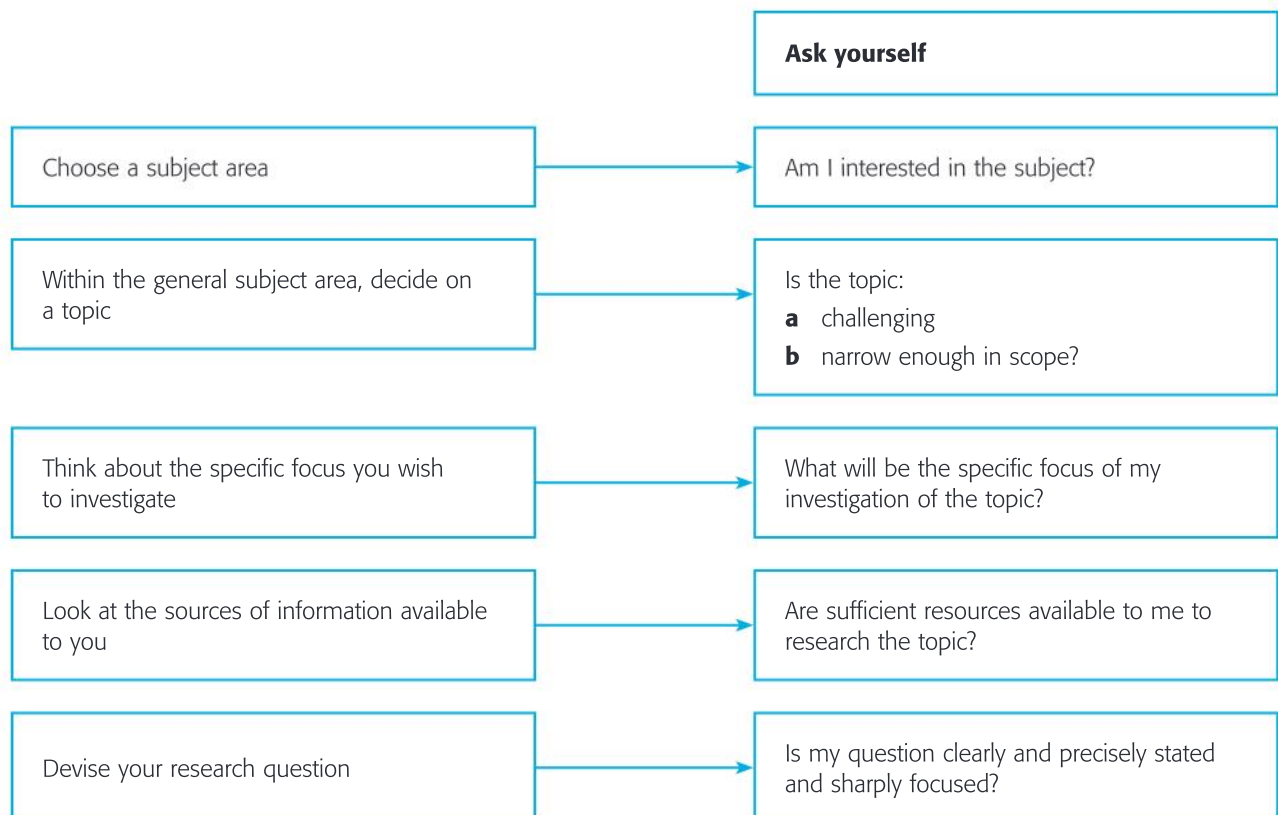 Ask yourself
Choose a subject area
Am I interested in the subject?
Within the general subject area, decide on
a topic
Is the topic:
a challenging
b narrow enough in scope?
Think about the specific focus you wish
to investigate
What will be the specific focus of my
investigation of the topic?
Look at the sources of information available
to you
Are sufficient resources available to me to
research the topic?
Devise your research question
Is my question clearly and precisely stated
and sharply focused?